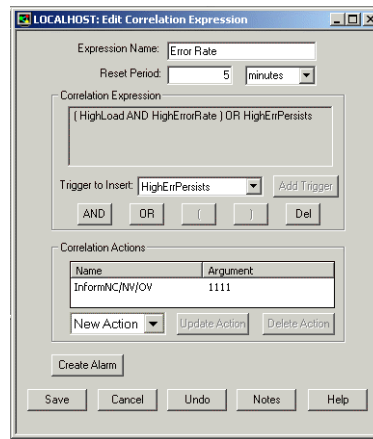 LOCALHOST: Edit Correlation Expression
Expression Name: Error Rate
Reset Period: 5 minutes
Correlation Expression
( HighLoad AND HighErrorRate ) OR HighErrPersists
Trigger to Insert: HighErrPersists Add Trigger
AND OR ( ) Del
Correlation Actions
Name Argument
InformNC/NV/OV 1111
New Action Update Action Delete Action
Create Alarm
Save Cancel Undo Notes Help